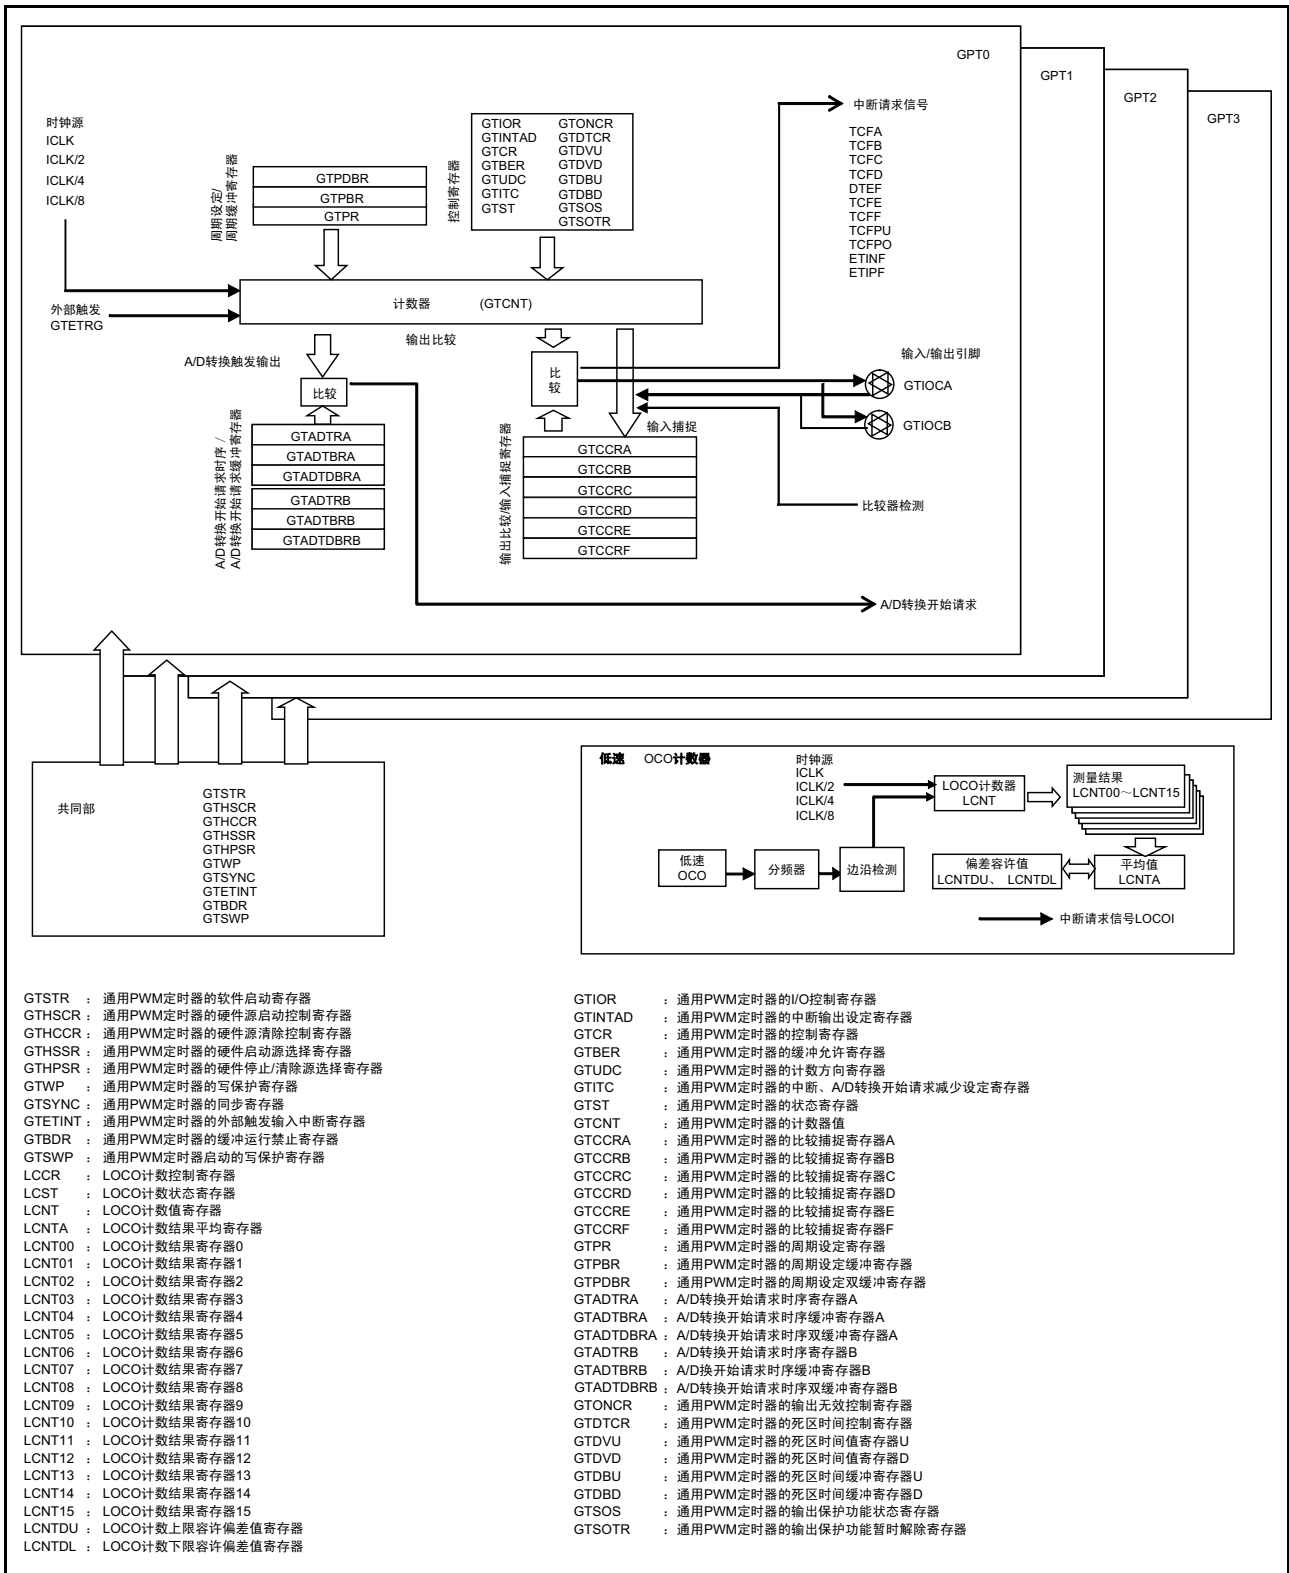 GPT0
GPT1
GPT2
GPT3
时钟源
ICLK
ICLK/2
ICLK/4
ICLK/8
外部触发
GTETRG
周期设定/
周期缓冲寄存器
GTPDBR
GTPBR
GTPR
控制寄存器
GTIOR GTONCR
GTINTAD GTDTCR
GTCR GTDVU
GTBER GTDVD
GTUDC GTDBU
GTITC GTDBD
GTST GTSOS
GTSOTR
中断请求信号
TCFA
TCFB
TCFC
TCFD
DTEF
TCFE
TCFF
TCFPU
TCFPO
ETINF
ETIPF
计数器 (GTCNT)
输出比较
A/D转换触发输出
比较
比
较
输入/输出引脚
GTIOCA
GTIOCB
输入捕捉
A/D转换开始请求时序 /
A/D转换开始请求缓冲寄存器
GTADTRA
GTADTBRA
GTADTDBRA
GTADTRB
GTADTBRB
GTADTDBRB
输出比较/输入捕捉寄存器
GTCCRA
GTCCRB
GTCCRC
GTCCRD
GTCCRE
GTCCRF
比较器检测
A/D转换开始请求
共同部
GTSTR
GTHSCR
GTHCCR
GTHSSR
GTHPSR
GTWP
GTSYNC
GTETINT
GTBDR
GTSWP
低速 OCO计数器
时钟源
ICLK
ICLK/2
ICLK/4
ICLK/8
LOCO计数器
LCNT
测量结果
LCNT00～LCNT15
低速
OCO
分频器
边沿检测
偏差容许值
LCNTDU、 LCNTDL
平均值
LCNTA
中断请求信号LOCOI
GTSTR ： 通用PWM定时器的软件启动寄存器
GTHSCR ： 通用PWM定时器的硬件源启动控制寄存器
GTHCCR ： 通用PWM定时器的硬件源清除控制寄存器
GTHSSR ： 通用PWM定时器的硬件启动源选择寄存器
GTHPSR ： 通用PWM定时器的硬件停止/清除源选择寄存器
GTWP ： 通用PWM定时器的写保护寄存器
GTSYNC ： 通用PWM定时器的同步寄存器
GTETINT ： 通用PWM定时器的外部触发输入中断寄存器
GTBDR ： 通用PWM定时器的缓冲运行禁止寄存器
GTSWP ： 通用PWM定时器启动的写保护寄存器
LCCR ： LOCO计数控制寄存器
LCST ： LOCO计数状态寄存器
LCNT ： LOCO计数值寄存器
LCNTA ： LOCO计数结果平均寄存器
LCNT00 ： LOCO计数结果寄存器0
LCNT01 ： LOCO计数结果寄存器1
LCNT02 ： LOCO计数结果寄存器2
LCNT03 ： LOCO计数结果寄存器3
LCNT04 ： LOCO计数结果寄存器4
LCNT05 ： LOCO计数结果寄存器5
LCNT06 ： LOCO计数结果寄存器6
LCNT07 ： LOCO计数结果寄存器7
LCNT08 ： LOCO计数结果寄存器8
LCNT09 ： LOCO计数结果寄存器9
LCNT10 ： LOCO计数结果寄存器10
LCNT11 ： LOCO计数结果寄存器11
LCNT12 ： LOCO计数结果寄存器12
LCNT13 ： LOCO计数结果寄存器13
LCNT14 ： LOCO计数结果寄存器14
LCNT15 ： LOCO计数结果寄存器15
LCNTDU ： LOCO计数上限容许偏差值寄存器
LCNTDL ： LOCO计数下限容许偏差值寄存器
GTIOR ： 通用PWM定时器的I/O控制寄存器
GTINTAD ： 通用PWM定时器的中断输出设定寄存器
GTCR ： 通用PWM定时器的控制寄存器
GTBER ： 通用PWM定时器的缓冲允许寄存器
GTUDC ： 通用PWM定时器的计数方向寄存器
GTITC ： 通用PWM定时器的中断、A/D转换开始请求减少设定寄存器
GTST ： 通用PWM定时器的状态寄存器
GTCNT ： 通用PWM定时器的计数器值
GTCCRA ： 通用PWM定时器的比较捕捉寄存器A
GTCCRB ： 通用PWM定时器的比较捕捉寄存器B
GTCCRC ： 通用PWM定时器的比较捕捉寄存器C
GTCCRD ： 通用PWM定时器的比较捕捉寄存器D
GTCCRE ： 通用PWM定时器的比较捕捉寄存器E
GTCCRF ： 通用PWM定时器的比较捕捉寄存器F
GTPR ： 通用PWM定时器的周期设定寄存器
GTPBR ： 通用PWM定时器的周期设定缓冲寄存器
GTPDBR ： 通用PWM定时器的周期设定双缓冲寄存器
GTADTRA ： A/D转换开始请求时序寄存器A
GTADTBRA ： A/D转换开始请求时序缓冲寄存器A
GTADTDBRA ： A/D转换开始请求时序双缓冲寄存器A
GTADTRB ： A/D转换开始请求时序寄存器B
GTADTBRB ： A/D换开始请求时序缓冲寄存器B
GTADTDBRB ： A/D转换开始请求时序双缓冲寄存器B
GTONCR ： 通用PWM定时器的输出无效控制寄存器
GTDTCR ： 通用PWM定时器的死区时间控制寄存器
GTDVU ： 通用PWM定时器的死区时间值寄存器U
GTDVD ： 通用PWM定时器的死区时间值寄存器D
GTDBU ： 通用PWM定时器的死区时间缓冲寄存器U
GTDBD ： 通用PWM定时器的死区时间缓冲寄存器D
GTSOS ： 通用PWM定时器的输出保护功能状态寄存器
GTSOTR ： 通用PWM定时器的输出保护功能暂时解除寄存器